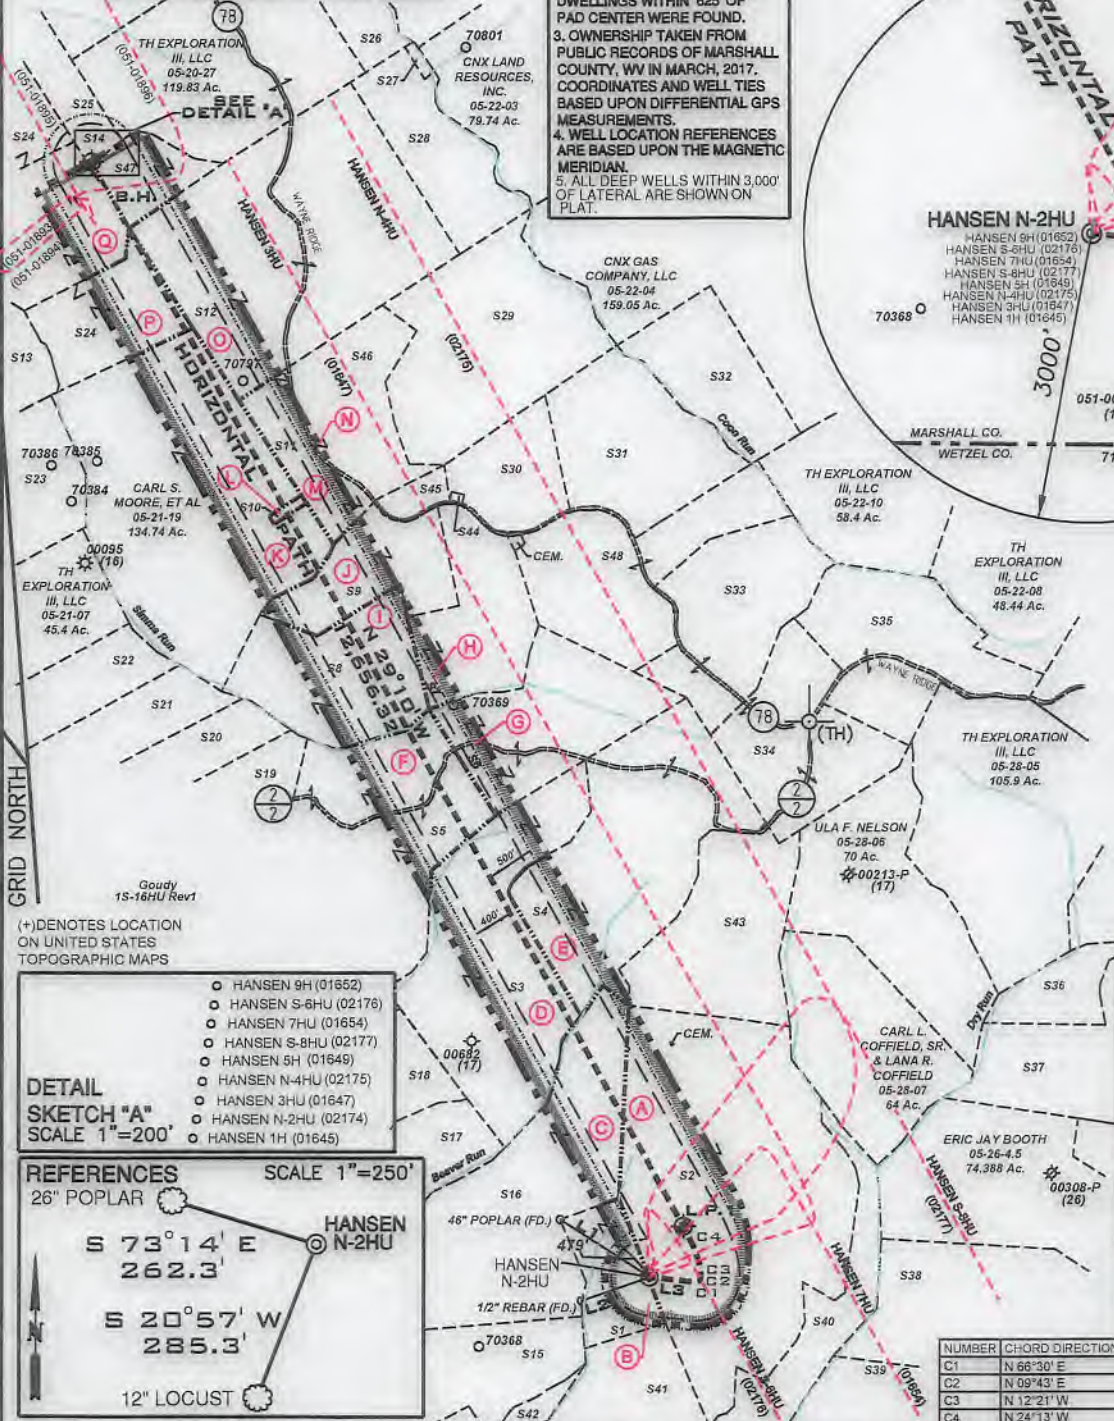 DWELLINGS WITHIN 625' OF
PAD CENTER WERE FOUND.
3. OWNERSHIP TAKEN FROM
PUBLIC RECORDS OF MARSHALL
COUNTY, WV IN MARCH, 2017.
COORDINATES AND WELL TIES
BASED UPON DIFFERENTIAL GPS
MEASUREMENTS.
4. WELL LOCATION REFERENCES
ARE BASED UPON THE MAGNETIC
MERIDIAN.
5. ALL DEEP WELLS WITHIN 3,000'
OF LATERAL ARE SHOWN ON
PLAT.
78
TH EXPLORATION
III, LLC
05-20-27
119.83 Ac.
S26
70801
CNX LAND
RESOURCES,
INC.
05-22-03
79.74 Ac.
S27
S28
(051-01895)
(051-01896)
S25
SEE
DETAIL "A"
S24
S14
S47
B.H.
Q
(051-01893)
(051-01894)
HANSEN 3HU
HANSEN N-4HU
WAYNE RIDGE
HORIZONTAL
PATH
HANSEN N-2HU
HANSEN 9H (01652)
HANSEN S-6HU (02176)
HANSEN 7HU (01654)
HANSEN S-8HU (02177)
HANSEN 5H (01649)
HANSEN N-4HU (02175)
HANSEN 3HU (01647)
HANSEN 1H (01645)
70368
3000'
MARSHALL CO.
WETZEL CO.
CNX GAS
COMPANY, LLC
05-22-04
159.05 Ac.
S29
S24
P
S12
O
S13
70797
HORIZONTAL
PATH
S46
(01647)
(02175)
S32
Coon Run
N
S11
70386
70385
S23
70384
CARL S.
MOORE, ET AL
05-21-19
134.74 Ac.
L
S10
M
S45
S30
S31
S44
CEM.
TH EXPLORATION
III, LLC
05-22-10
58.4 Ac.
00095
(16)
TH
EXPLORATION
III, LLC
05-21-07
45.4 Ac.
K
J
S9
I
S48
S33
TH
EXPLORATION
III, LLC
05-22-08
48.44 Ac.
S35
Simms Run
S22
S8
N 29°10' W
2,656.32'
H
WAYNE RIDGE
S21
70369
G
78
(TH)
S20
F
S34
TH EXPLORATION
III, LLC
05-28-05
105.9 Ac.
S19
2
2
2
2
S5
ULA F. NELSON
05-28-06
70 Ac.
00213-P
(17)
GRID NORTH
Goudy
1S-16HU Rev1
500'
400'
S4
S43
(+)DENOTES LOCATION
ON UNITED STATES
TOPOGRAPHIC MAPS
E
S3
D
S36
Dry Run
HANSEN 9H (01652)
HANSEN S-6HU (02176)
HANSEN 7HU (01654)
HANSEN S-8HU (02177)
HANSEN 5H (01649)
HANSEN N-4HU (02175)
HANSEN 3HU (01647)
HANSEN N-2HU (02174)
HANSEN 1H (01645)
DETAIL
SKETCH "A"
SCALE 1"=200'
00682
(17)
CEM.
S18
CARL L.
COFFIELD, SR.
& LANA R.
COFFIELD
05-28-07
64 Ac.
S37
A
C
S17
Beaver Run
S2
ERIC JAY BOOTH
05-26-4.5
74.388 Ac.
00308-P
(26)
REFERENCES
SCALE 1"=250'
26" POPLAR
HANSEN
N-2HU
S 73°14' E
262.3'
S 20°57' W
285.3'
N
12" LOCUST
S16
46" POPLAR (FD.)
L1
479'
L.P.
C4
C3
C2
C1
L3
HANSEN
N-2HU
1/2" REBAR (FD.)
L2
HANSEN S-8HU
(02177)
HANSEN 7HU
(01654)
HANSEN S-6HU
(02176)
S38
S40
S1
B
70368
S15
S41
S39
S42
NUMBER CHORD DIRECTION
C1 N 66°30' E
C2 N 09°43' E
C3 N 12°21' W
C4 N 24°13' W